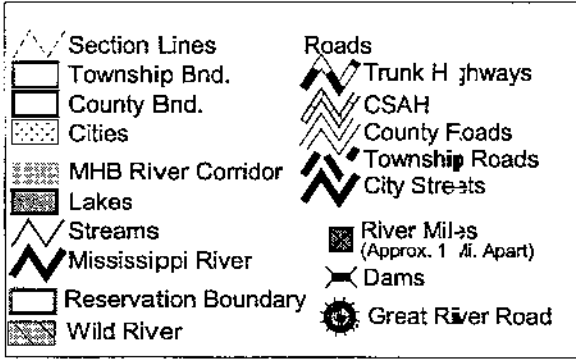 Section Lines
Township Bnd.
County Bnd.
Cities
MHB River Corridor
Lakes
Streams
Mississippi River
Reservation Boundary
Wild River
Roads
Trunk Highways
CSAH
County Roads
Township Roads
City Streets
River Miles
(Approx. 1 Mi. Apart)
Dams
Great River Road